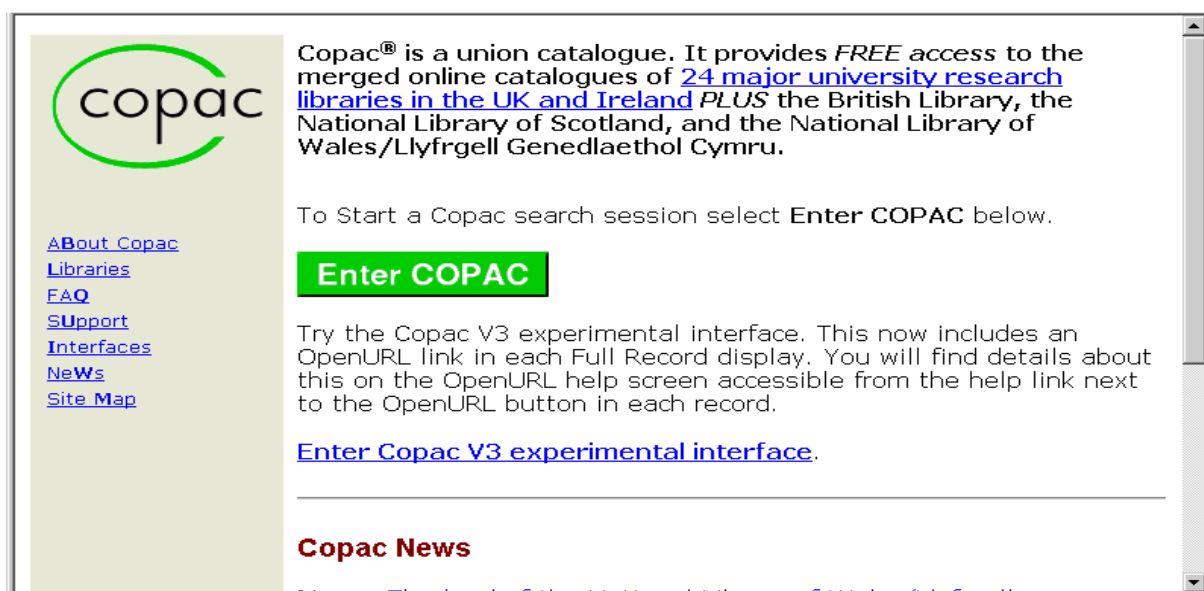 copac
ABout Copac
Libraries
FAQ
SUpport
Interfaces
NeWs
Site Map
Copac® is a union catalogue. It provides FREE access to the
merged online catalogues of 24 major university research
libraries in the UK and Ireland PLUS the British Library, the
National Library of Scotland, and the National Library of
Wales/Llyfrgell Genedlaethol Cymru.
To Start a Copac search session select Enter COPAC below.
Enter COPAC
Try the Copac V3 experimental interface. This now includes an
OpenURL link in each Full Record display. You will find details about
this on the OpenURL help screen accessible from the help link next
to the OpenURL button in each record.
Enter Copac V3 experimental interface.
Copac News